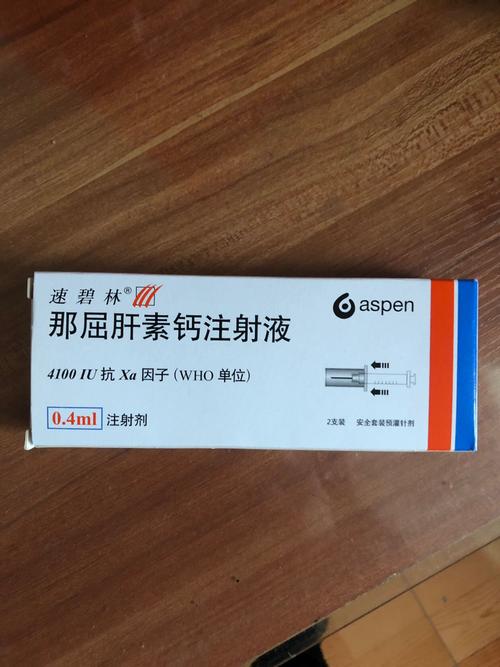 速碧林®
aspen
那屈肝素钙注射液
4100 IU 抗 Xa 因子 (WHO 单位)
0.4ml 注射剂
2支装 安全套装预灌针剂